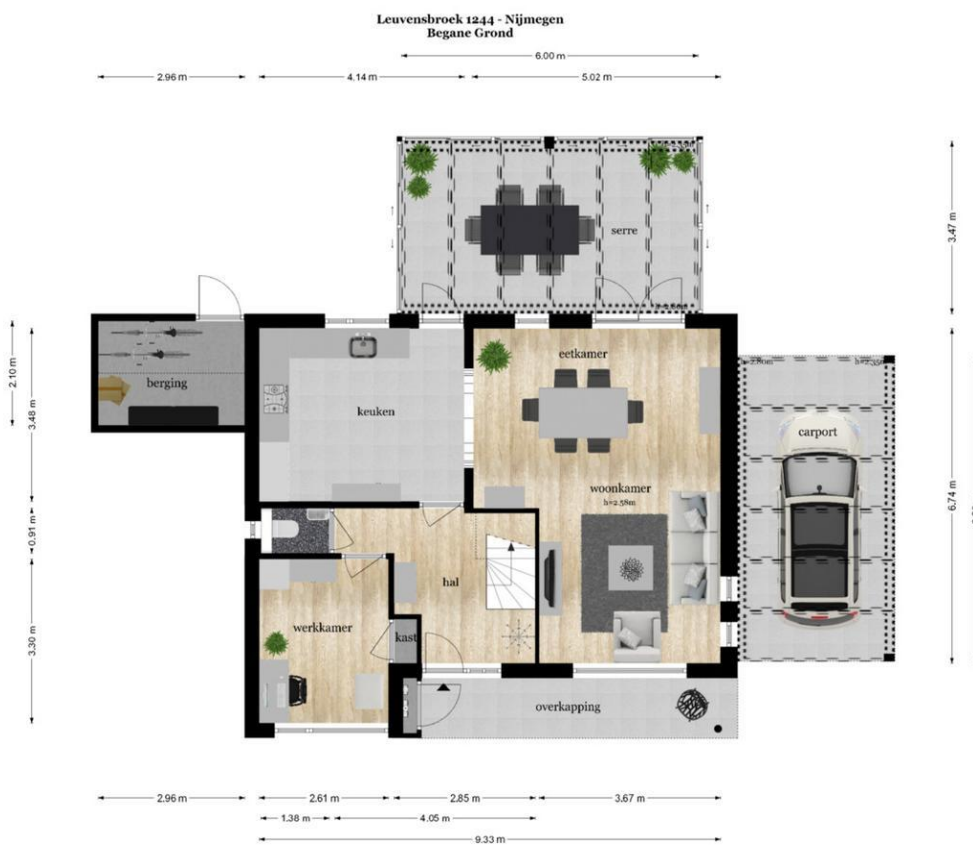 Leuvensbroek 1244 - Nijmegen
Begane Grond
6.00 m
2.96 m
4.14 m
5.02 m
3.47 m
serre
2.10 m
3.48 m
berging
keuken
eetkamer
h=2.35m
carport
woonkamer
h=2.58m
6.74 m
0.91 m
hal
werkkamer
kast
3.30 m
overkapping
2.96 m
2.61 m
2.85 m
3.67 m
1.38 m
4.05 m
9.33 m